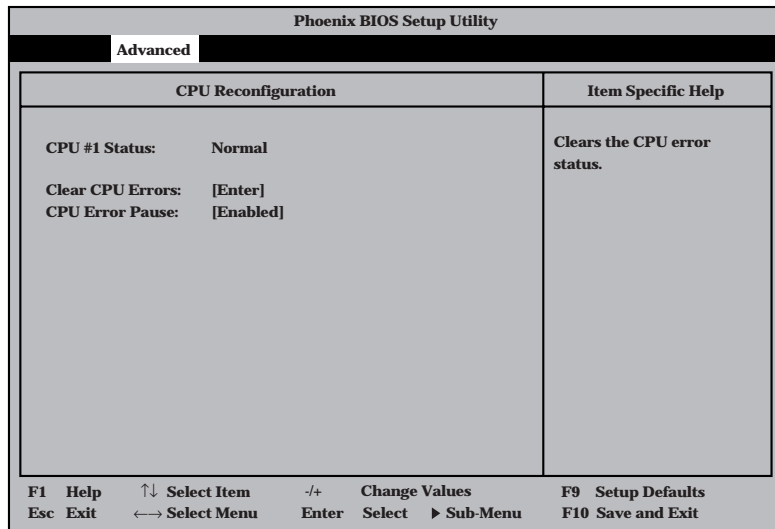 Phoenix BIOS Setup Utility
Advanced
CPU Reconfiguration
Item Specific Help
CPU #1 Status: Normal
Clear CPU Errors: [Enter]
CPU Error Pause: [Enabled]
Clears the CPU error
status.
F1 Help ↑↓ Select Item -/+ Change Values F9 Setup Defaults
Esc Exit ←→ Select Menu Enter Select ▶ Sub-Menu F10 Save and Exit